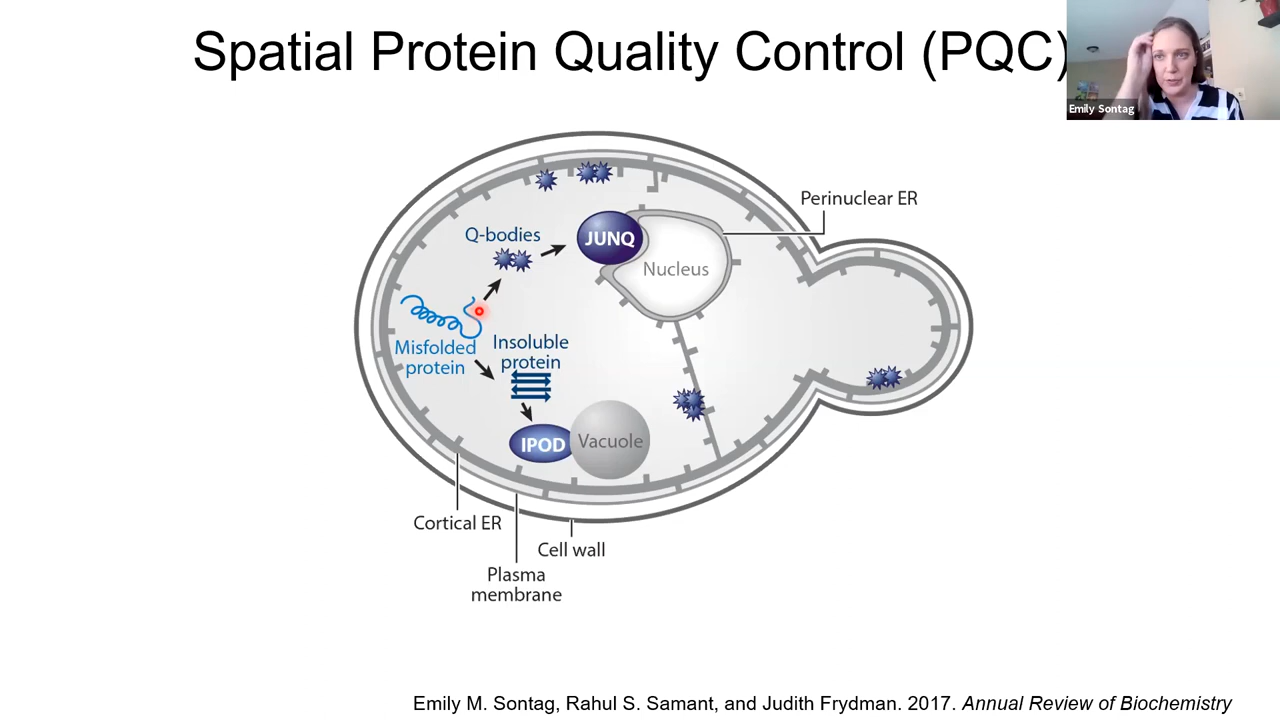 Spatial Protein Quality Control (PQC)
Emily Sontag
Perinuclear ER
Q-bodies
JUNQ
Nucleus
Misfolded
protein
Insoluble
protein
IPOD
Vacuole
Cortical ER
Cell wall
Plasma
membrane
Emily M. Sontag, Rahul S. Samant, and Judith Frydman. 2017. Annual Review of Biochemistry